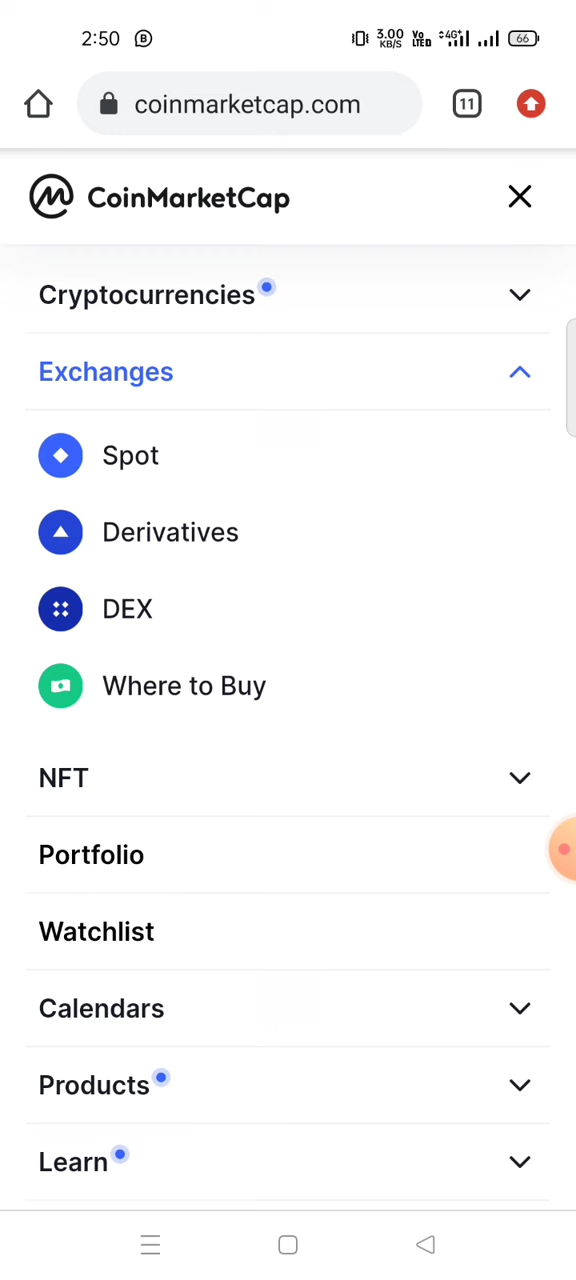 2:50 B 3.00 KB/S Vo LTED 4G+ 66
coinmarketcap.com 11
CoinMarketCap
Cryptocurrencies
Exchanges
Spot
Derivatives
DEX
Where to Buy
NFT
Portfolio
Watchlist
Calendars
Products
Learn